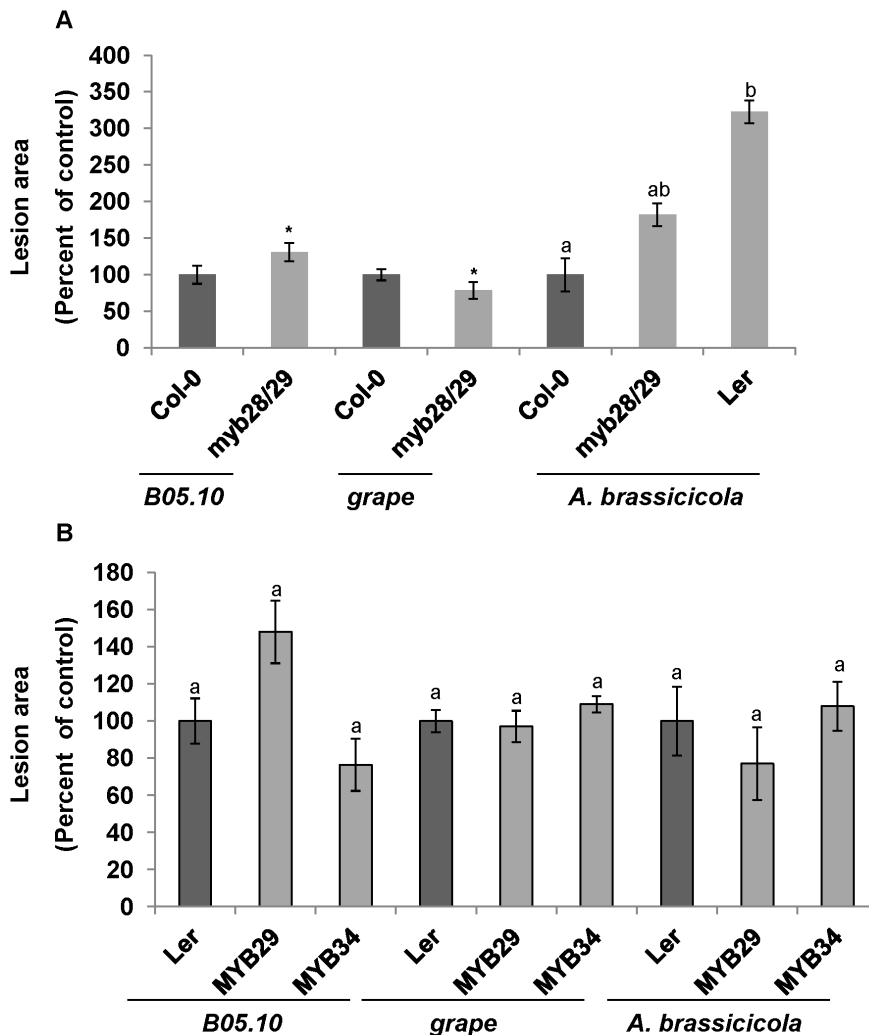 A
400
350
300
250
200
150
100
50
0
Lesion area
(Percent of control)
* * a ab b
Col-0 myb28/29 Col-0 myb28/29 Col-0 myb28/29 Ler
B05.10 grape A. brassicicola
B
180
160
140
120
100
80
60
40
20
0
Lesion area
(Percent of control)
a a a a a a a a a
Ler MYB29 MYB34 Ler MYB29 MYB34 Ler MYB29 MYB34
B05.10 grape A. brassicicola